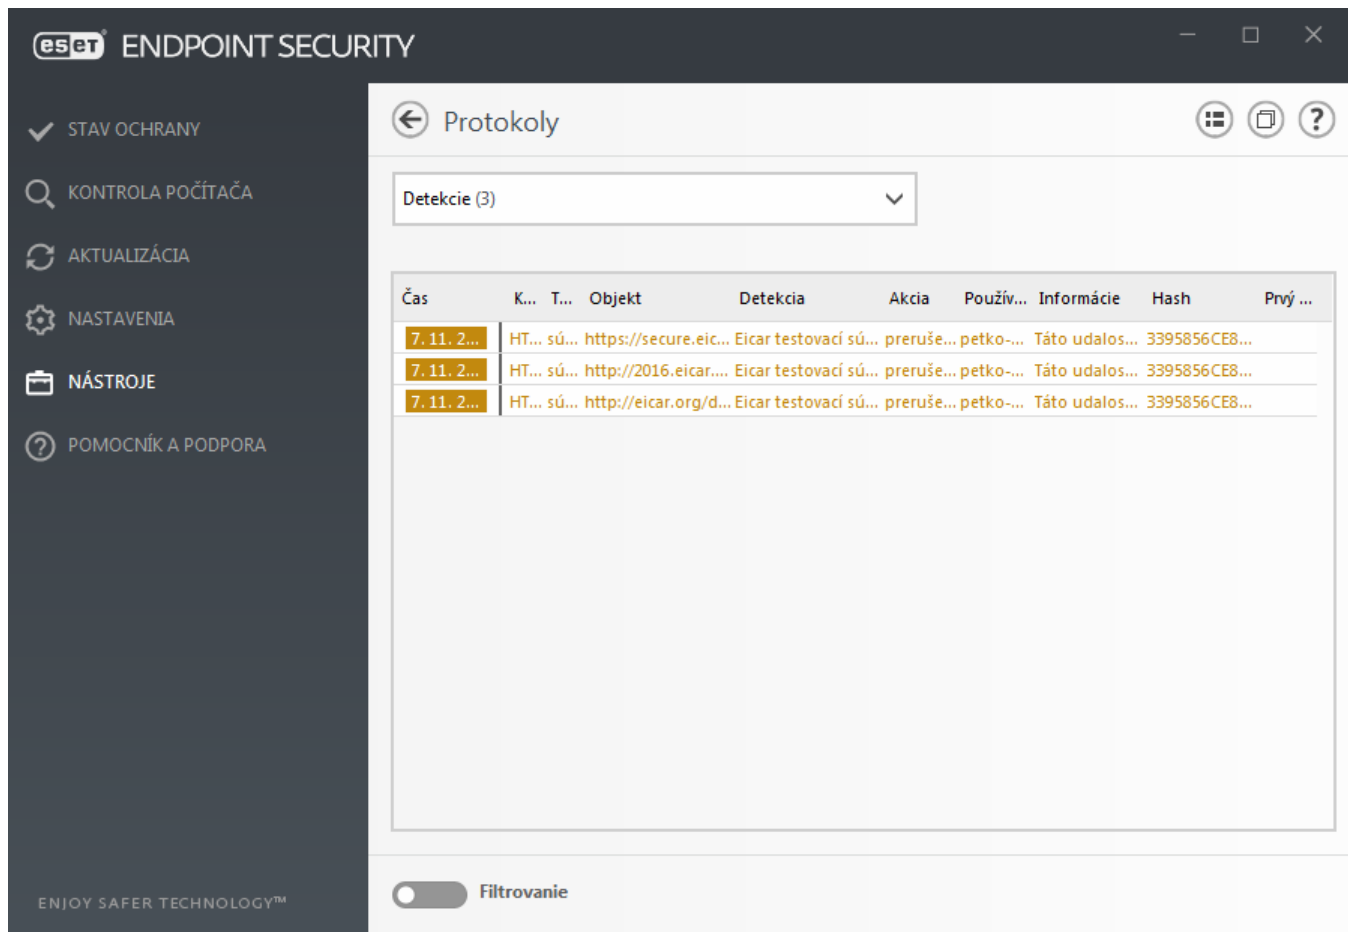 eset ENDPOINT SECURITY
STAV OCHRANY
KONTROLA POČÍTAČA
AKTUALIZÁCIA
NASTAVENIA
NÁSTROJE
POMOCNÍK A PODPORA
ENJOY SAFER TECHNOLOGY™
Protokoly
Detekcie (3)
Čas K... T... Objekt Detekcia Akcia Použív... Informácie Hash Prvý ...
7. 11. 2... HT... sú... https://secure.eic... Eicar testovací sú... preruše... petko-... Táto udalos... 3395856CE8...
7. 11. 2... HT... sú... http://2016.eicar.... Eicar testovací sú... preruše... petko-... Táto udalos... 3395856CE8...
7. 11. 2... HT... sú... http://eicar.org/d... Eicar testovací sú... preruše... petko-... Táto udalos... 3395856CE8...
Filtrovanie